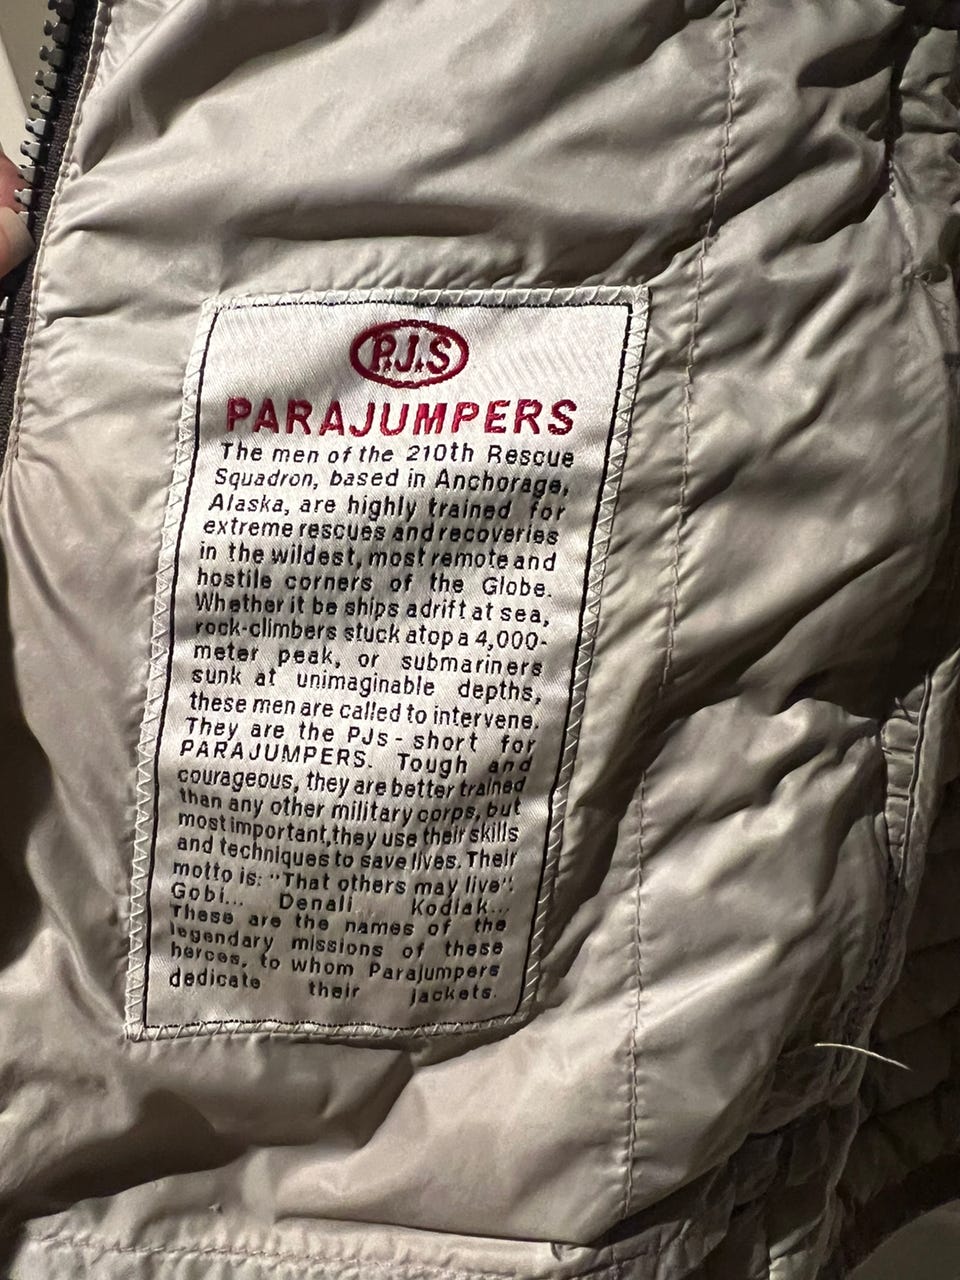 P.J.S
PARAJUMPERS
The men of the 210th Rescue
Squadron, based in Anchorage,
Alaska, are highly trained for
extreme rescues and recoveries
in the wildest, most remote and
hostile corners of the Globe.
Whether it be ships adrift at sea,
rock-climbers stuck atop a 4,000-
meter peak, or submariners
sunk at unimaginable depths,
these men are called to intervene.
They are the PJs - short for
PARAJUMPERS. Tough and
courageous, they are better trained
than any other military corps, but
most important, they use their skills
and techniques to save lives. Their
motto is: "That others may live".
Gobi... Denali... Kodiak...
These are the names of the
legendary missions of these
heroes, to whom Parajumpers
dedicate their jackets.